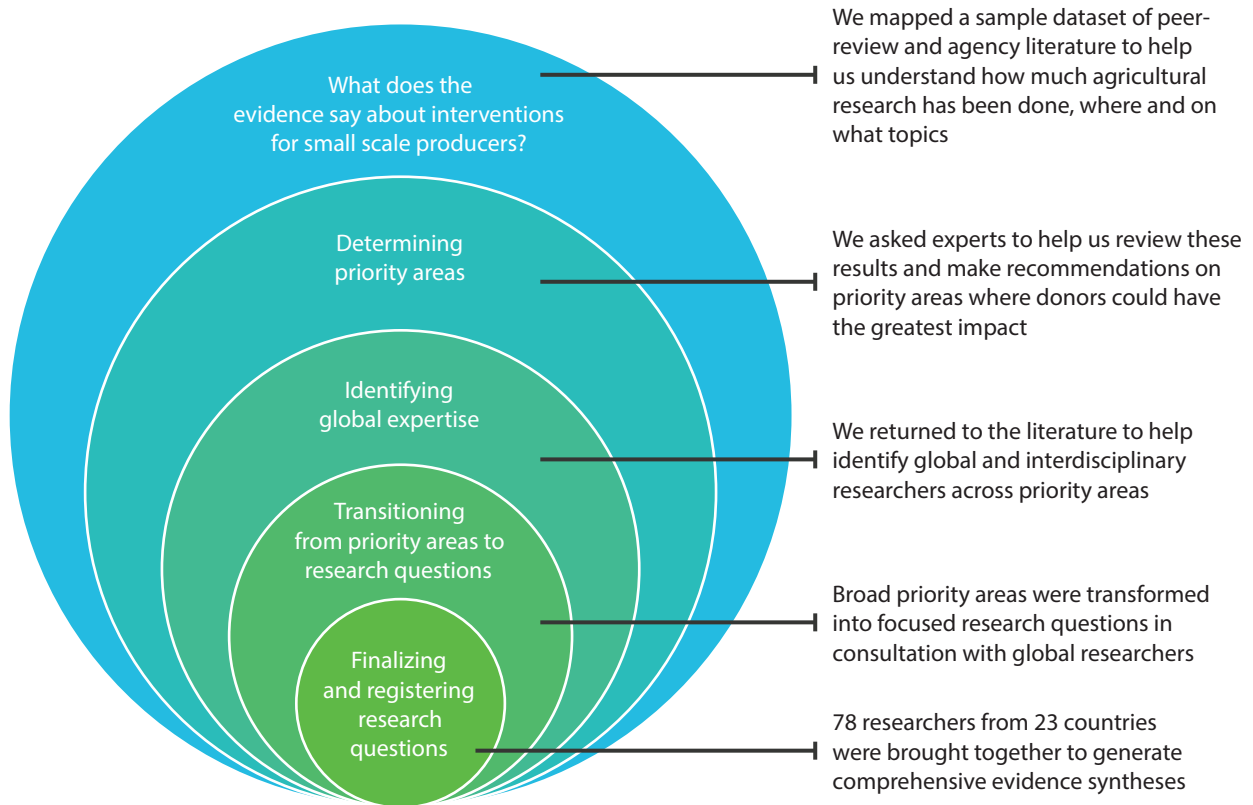 What does the
evidence say about interventions
for small scale producers?
We mapped a sample dataset of peer-
review and agency literature to help
us understand how much agricultural
research has been done, where and on
what topics
Determining
priority areas
We asked experts to help us review these
results and make recommendations on
priority areas where donors could have
the greatest impact
Identifying
global expertise
We returned to the literature to help
identify global and interdisciplinary
researchers across priority areas
Transitioning
from priority areas to
research questions
Broad priority areas were transformed
into focused research questions in
consultation with global researchers
Finalizing
and registering
research
questions
78 researchers from 23 countries
were brought together to generate
comprehensive evidence syntheses